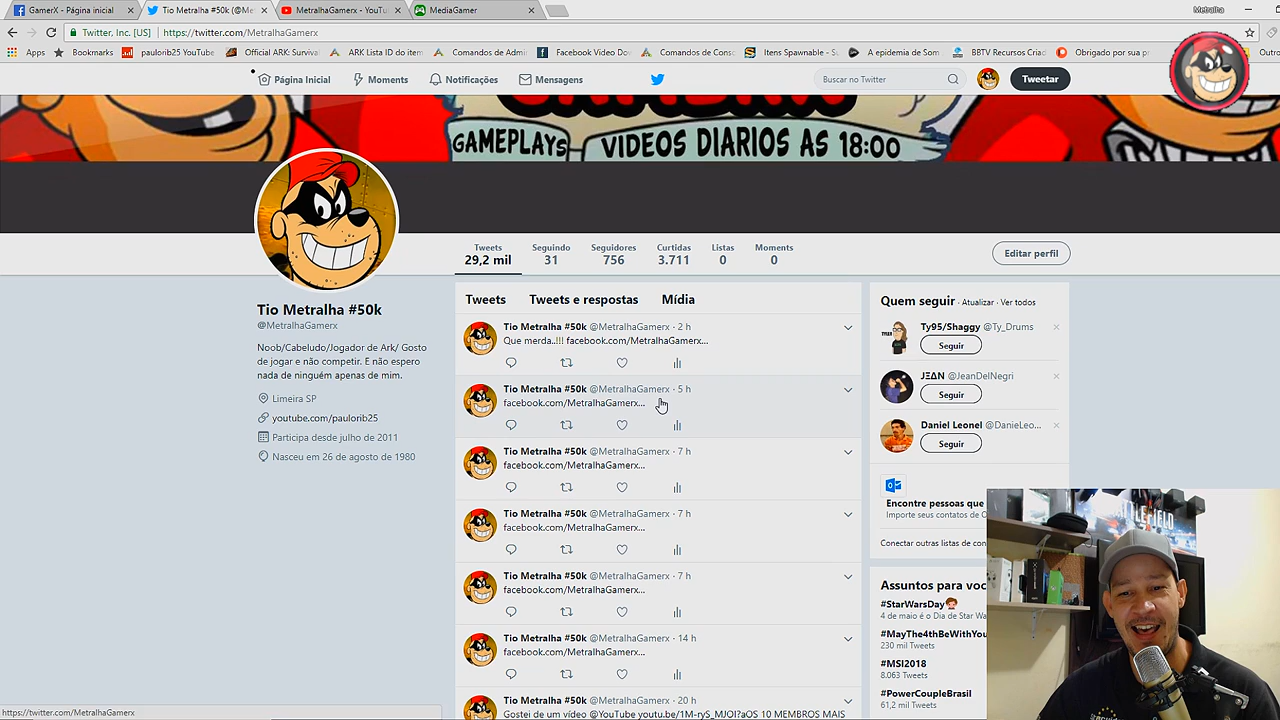 GamerX - Página inicial
Tio Metralha #50k (@Me
MetralhaGamerx - YouTu
MediaGamer
Metralha
Twitter, Inc. [US]
https://twitter.com/MetralhaGamerx
Apps
Bookmarks
paulorib25 YouTube
Official ARK: Surviv
ARK Lista ID do item
Comandos de Adm
Facebook Video Do
Comandos de Cons
Itens Spawnable - Su
A epidemia de Som
BBTV Recursos Criad
Obrigado por sua p
Outro
Página Inicial
Moments
Notificações
Mensagens
Buscar no Twitter
Tweetar
GAMEPLAYS
VIDEOS DIARIOS AS 18:00
Tweets
29,2 mil
Seguindo
31
Seguidores
756
Curtidas
3.711
Listas
0
Moments
0
Editar perfil
Tio Metralha #50k
@MetralhaGamerx
Noob/Cabeludo/Jogador de Ark/ Gosto
de jogar e não competir. E não espero
nada de ninguém apenas de mim.
Limeira SP
youtube.com/paulorib25
Participa desde julho de 2011
Nasceu em 26 de agosto de 1980
Tweets
Tweets e respostas
Mídia
Tio Metralha #50k @MetralhaGamerx · 2 h
Que merda..!!! facebook.com/MetralhaGamerx...
Tio Metralha #50k @MetralhaGamerx · 5 h
facebook.com/MetralhaGamerx...
Tio Metralha #50k @MetralhaGamerx · 7 h
facebook.com/MetralhaGamerx...
Tio Metralha #50k @MetralhaGamerx · 7 h
facebook.com/MetralhaGamerx...
Tio Metralha #50k @MetralhaGamerx · 7 h
facebook.com/MetralhaGamerx...
Tio Metralha #50k @MetralhaGamerx · 14 h
facebook.com/MetralhaGamerx...
Tio Metralha #50k @MetralhaGamerx · 20 h
Gostei de um vídeo @YouTube youtu.be/1M-ryS_MJOI?aOS 10 MEMBROS MAIS
Quem seguir · Atualizar · Ver todos
Ty95/Shaggy @Ty_Drums
Seguir
JΞΔN @JeanDelNegri
Seguir
Daniel Leonel @DanieLeo...
Seguir
Encontre pessoas que
Importe seus contatos do O
Conectar outras listas de con
Assuntos para você
#StarWarsDay
4 de maio é o Dia de Star Wa
#MayThe4thBeWithYou
230 mil Tweets
#MSI2018
8.063 Tweets
#PowerCoupleBrasil
61,2 mil Tweets
https://twitter.com/MetralhaGamerx